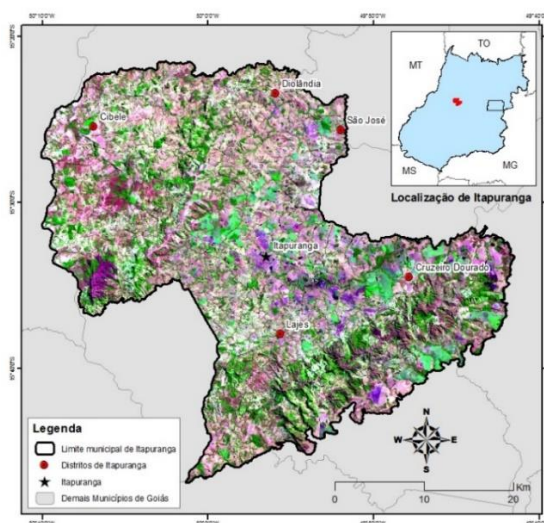 Diolândia
Cibele
São José
Itapuranga
Cruzeiro Dourado
Lajes
TO
MT
MS
MG
Localização de Itapuranga
Legenda
Limite municipal de Itapuranga
Distritos de Itapuranga
Itapuranga
Demais Municípios de Goiás
N
W
E
S
Km
0
10
20